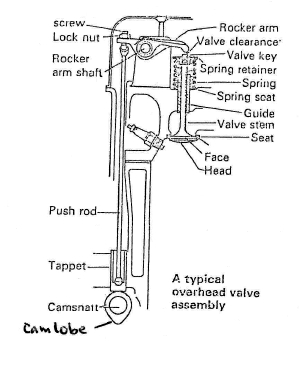 screw
Lock nut
Rocker
arm shaft
Rocker arm
Valve clearance
Valve key
Spring retainer
Spring
Spring seat
Guide
Valve stem
Seat
Face
Head
Push rod
Tappet
Camshaft
Cam lobe
A typical
overhead valve
assembly